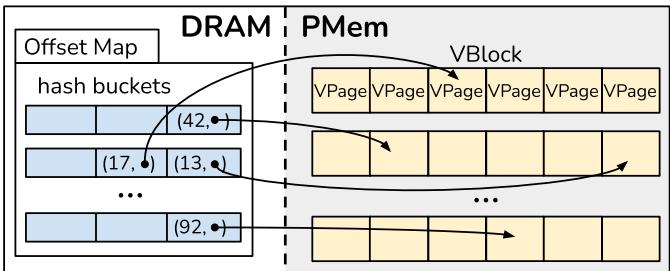 DRAM PMem
Offset Map
VBlock
hash buckets
VPage VPage VPage VPage VPage VPage
(42, )
(17, ) (13, )
...
...
(92, )